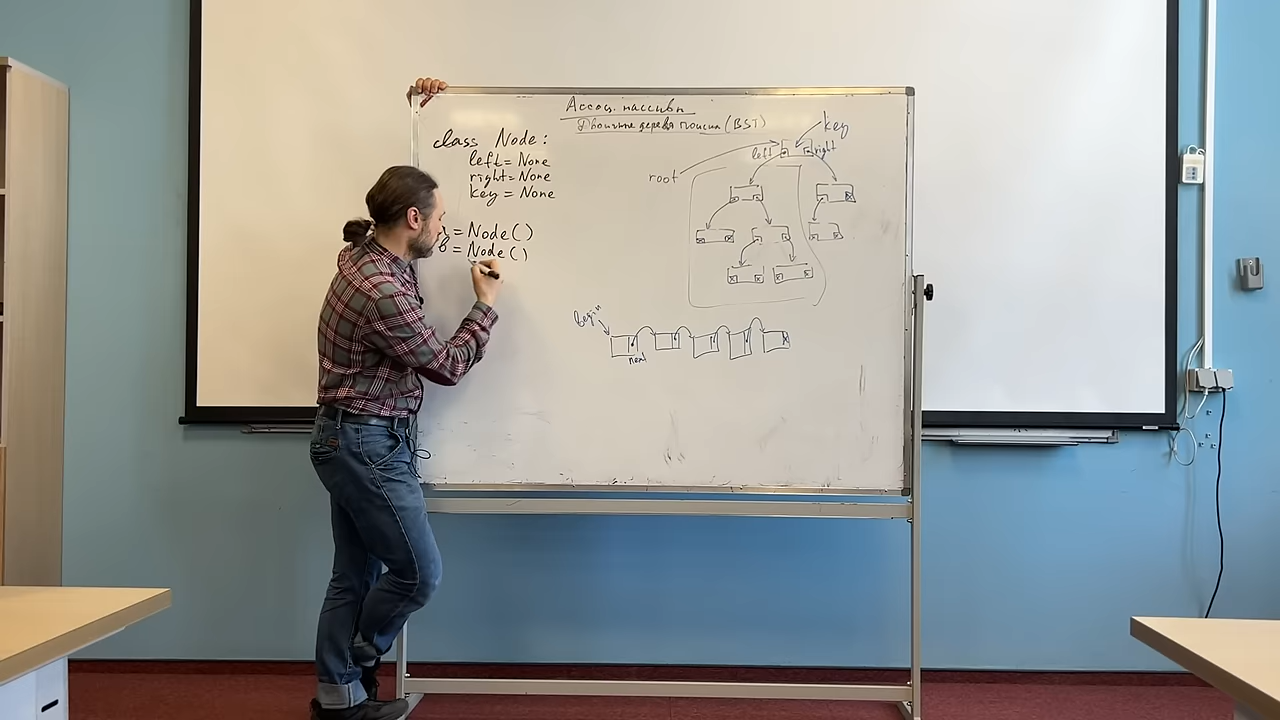 Ассоц. массивы
Двоичные деревья поиска (BST)
class Node:
left = None
right = None
key = None
= Node()
b = Node()
key
left
right
root
begin
next